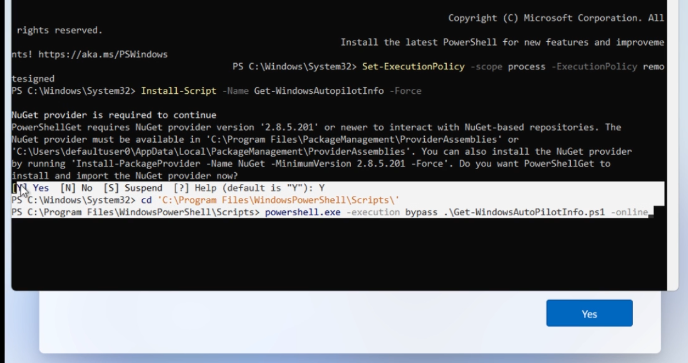 Copyright (C) Microsoft Corporation. All
rights reserved.
Install the latest PowerShell for new features and improveme
nts! https://aka.ms/PSWindows
PS C:\Windows\System32> Set-ExecutionPolicy -scope process -ExecutionPolicy remo
tesigned
PS C:\Windows\System32> Install-Script -Name Get-WindowsAutopilotInfo -Force
NuGet provider is required to continue
PowerShellGet requires NuGet provider version '2.8.5.201' or newer to interact with NuGet-based repositories. The
NuGet provider must be available in 'C:\Program Files\PackageManagement\ProviderAssemblies' or
'C:\Users\defaultuser0\AppData\Local\PackageManagement\ProviderAssemblies'. You can also install the NuGet provider
by running 'Install-PackageProvider -Name NuGet -MinimumVersion 2.8.5.201 -Force'. Do you want PowerShellGet to
install and import the NuGet provider now?
[Y] Yes  [N] No  [S] Suspend  [?] Help (default is "Y"): Y
PS C:\Windows\System32> cd 'C:\Program Files\WindowsPowerShell\Scripts\'
PS C:\Program Files\WindowsPowerShell\Scripts> powershell.exe -execution bypass .\Get-WindowsAutoPilotInfo.ps1 -online
Yes